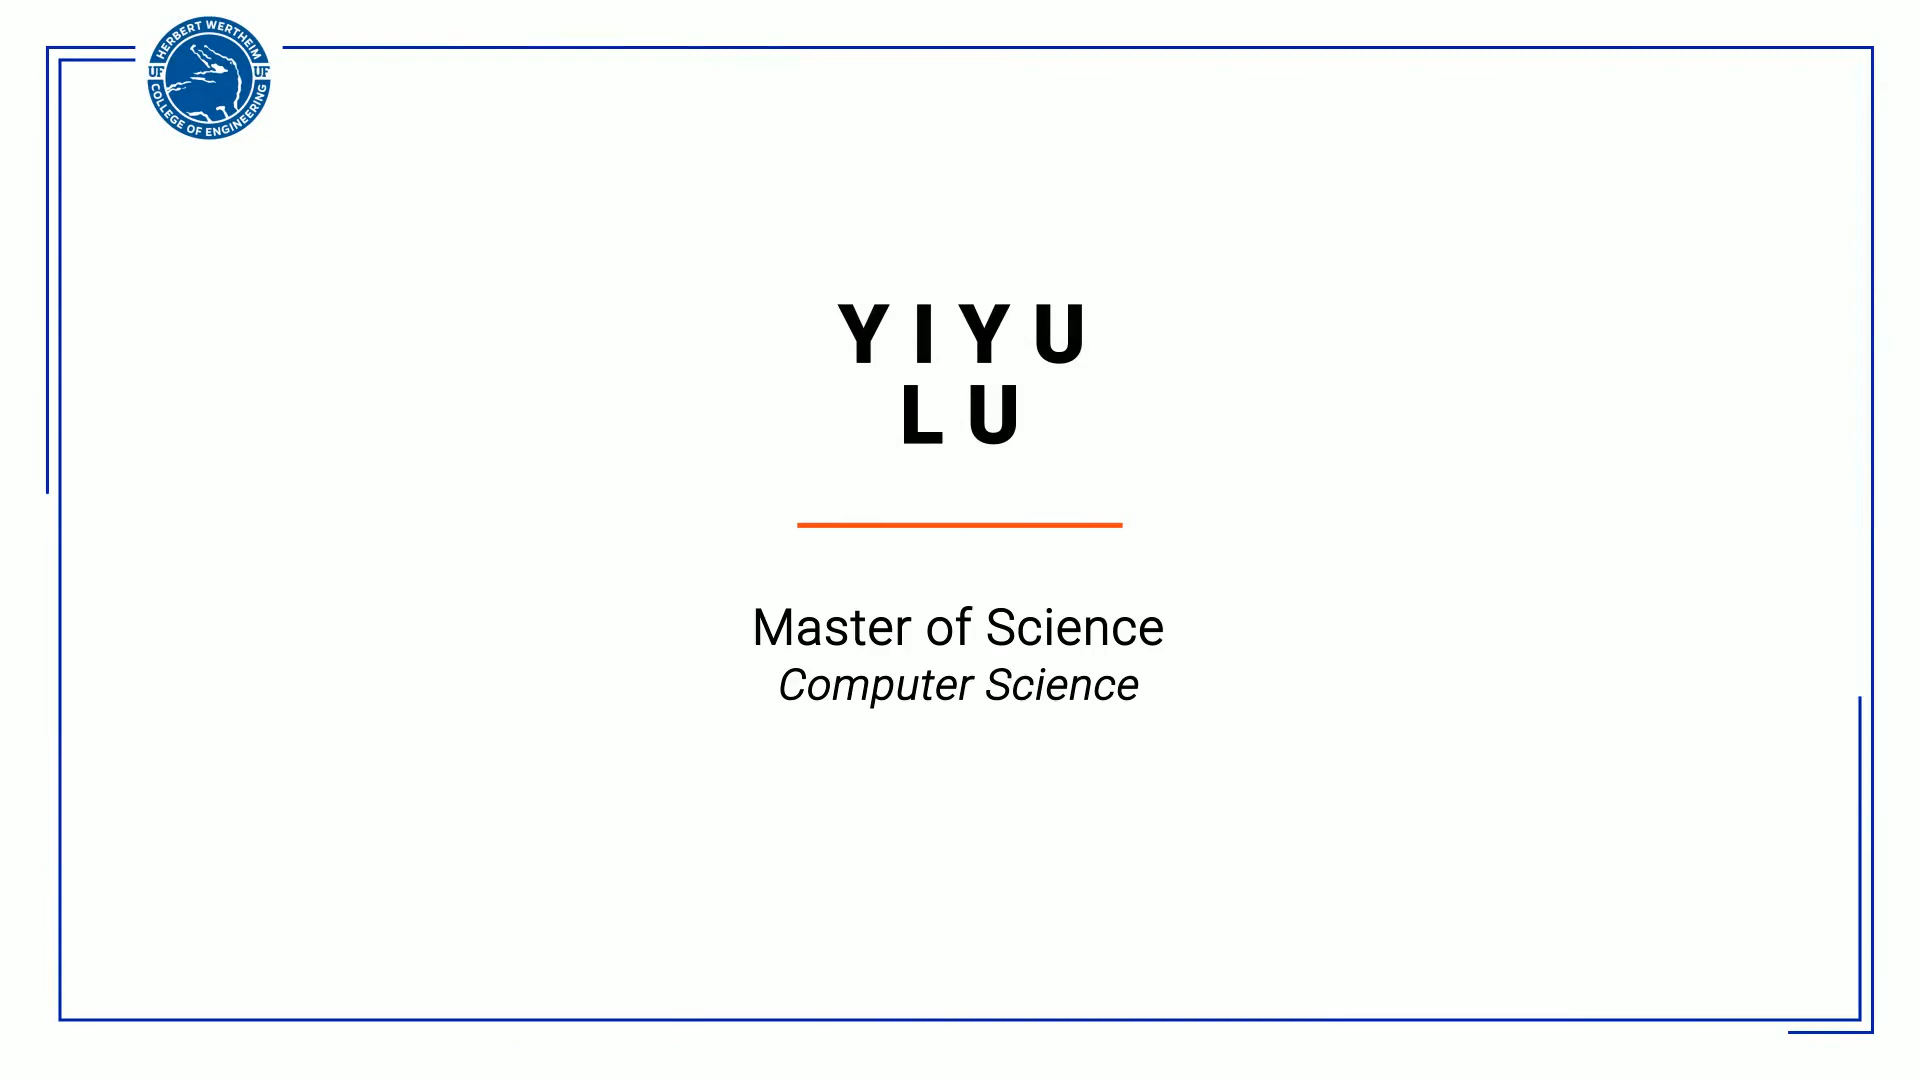 HERBERT WERTHEIM
UF UF
COLLEGE OF ENGINEERING
YIYU
LU
Master of Science
Computer Science